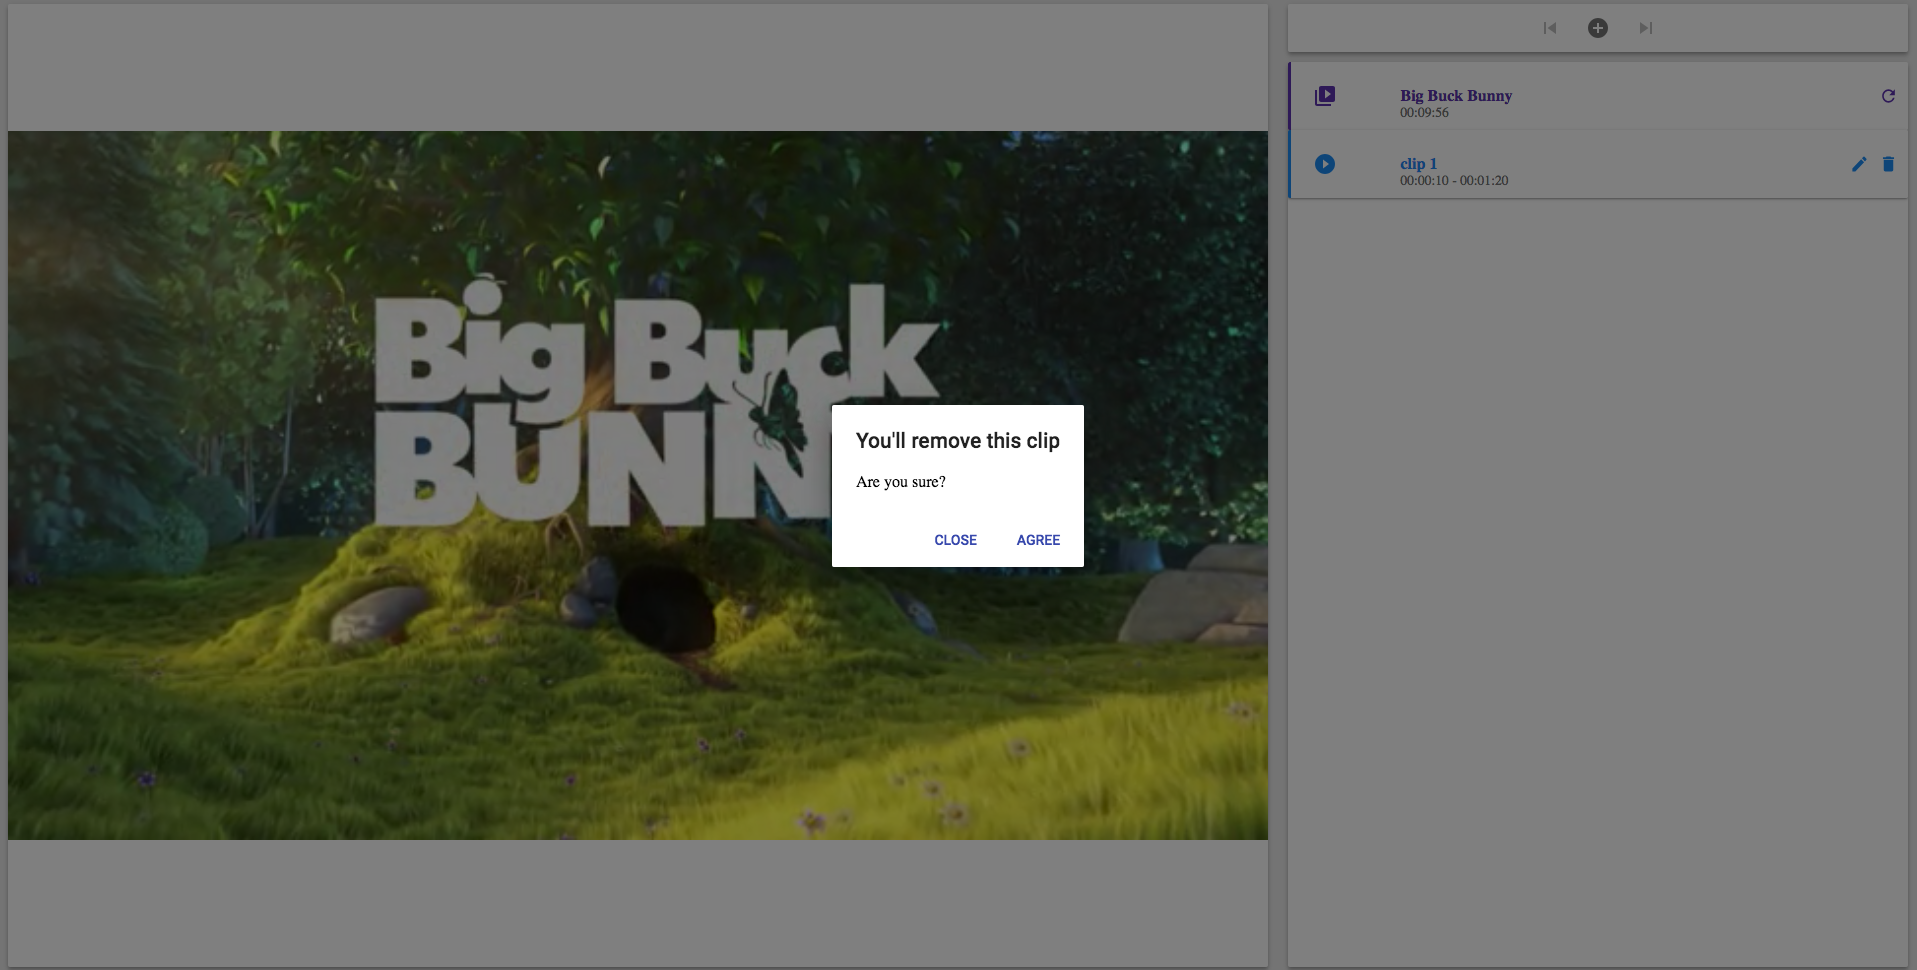 Big Buck
BUNN
You'll remove this clip
Are you sure?
CLOSE AGREE
Big Buck Bunny
00:09:56
clip 1
00:00:10 - 00:01:20